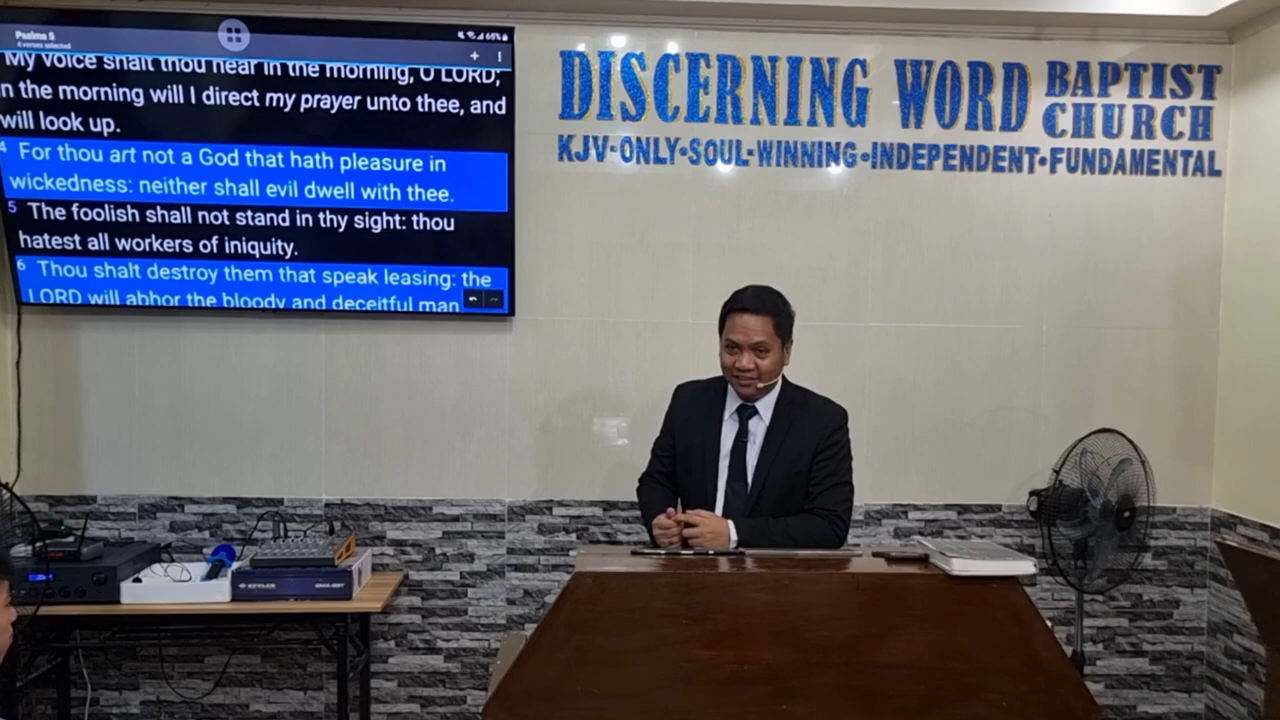 Psalms 5
4 verses selected
65%
My voice shalt thou hear in the morning, O LORD;
in the morning will I direct my prayer unto thee, and
will look up.
4 For thou art not a God that hath pleasure in
wickedness: neither shall evil dwell with thee.
5 The foolish shall not stand in thy sight: thou
hatest all workers of iniquity.
6 Thou shalt destroy them that speak leasing: the
LORD will abhor the bloody and deceitful man
DISCERNING WORD BAPTIST CHURCH
KJV-ONLY•SOUL-WINNING•INDEPENDENT•FUNDAMENTAL